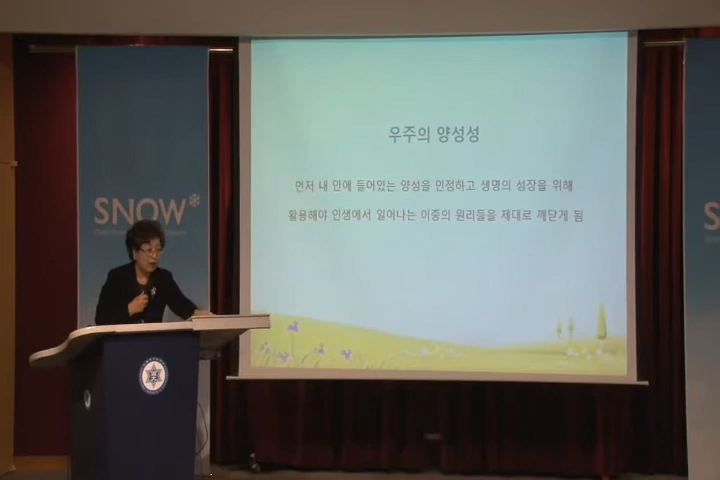 우주의 양성성
먼저 내 안에 들어있는 양성을 인정하고 생명의 성장을 위해
활용해야 인생에서 일어나는 이중의 원리들을 제대로 깨닫게 됨
SNOW*
S